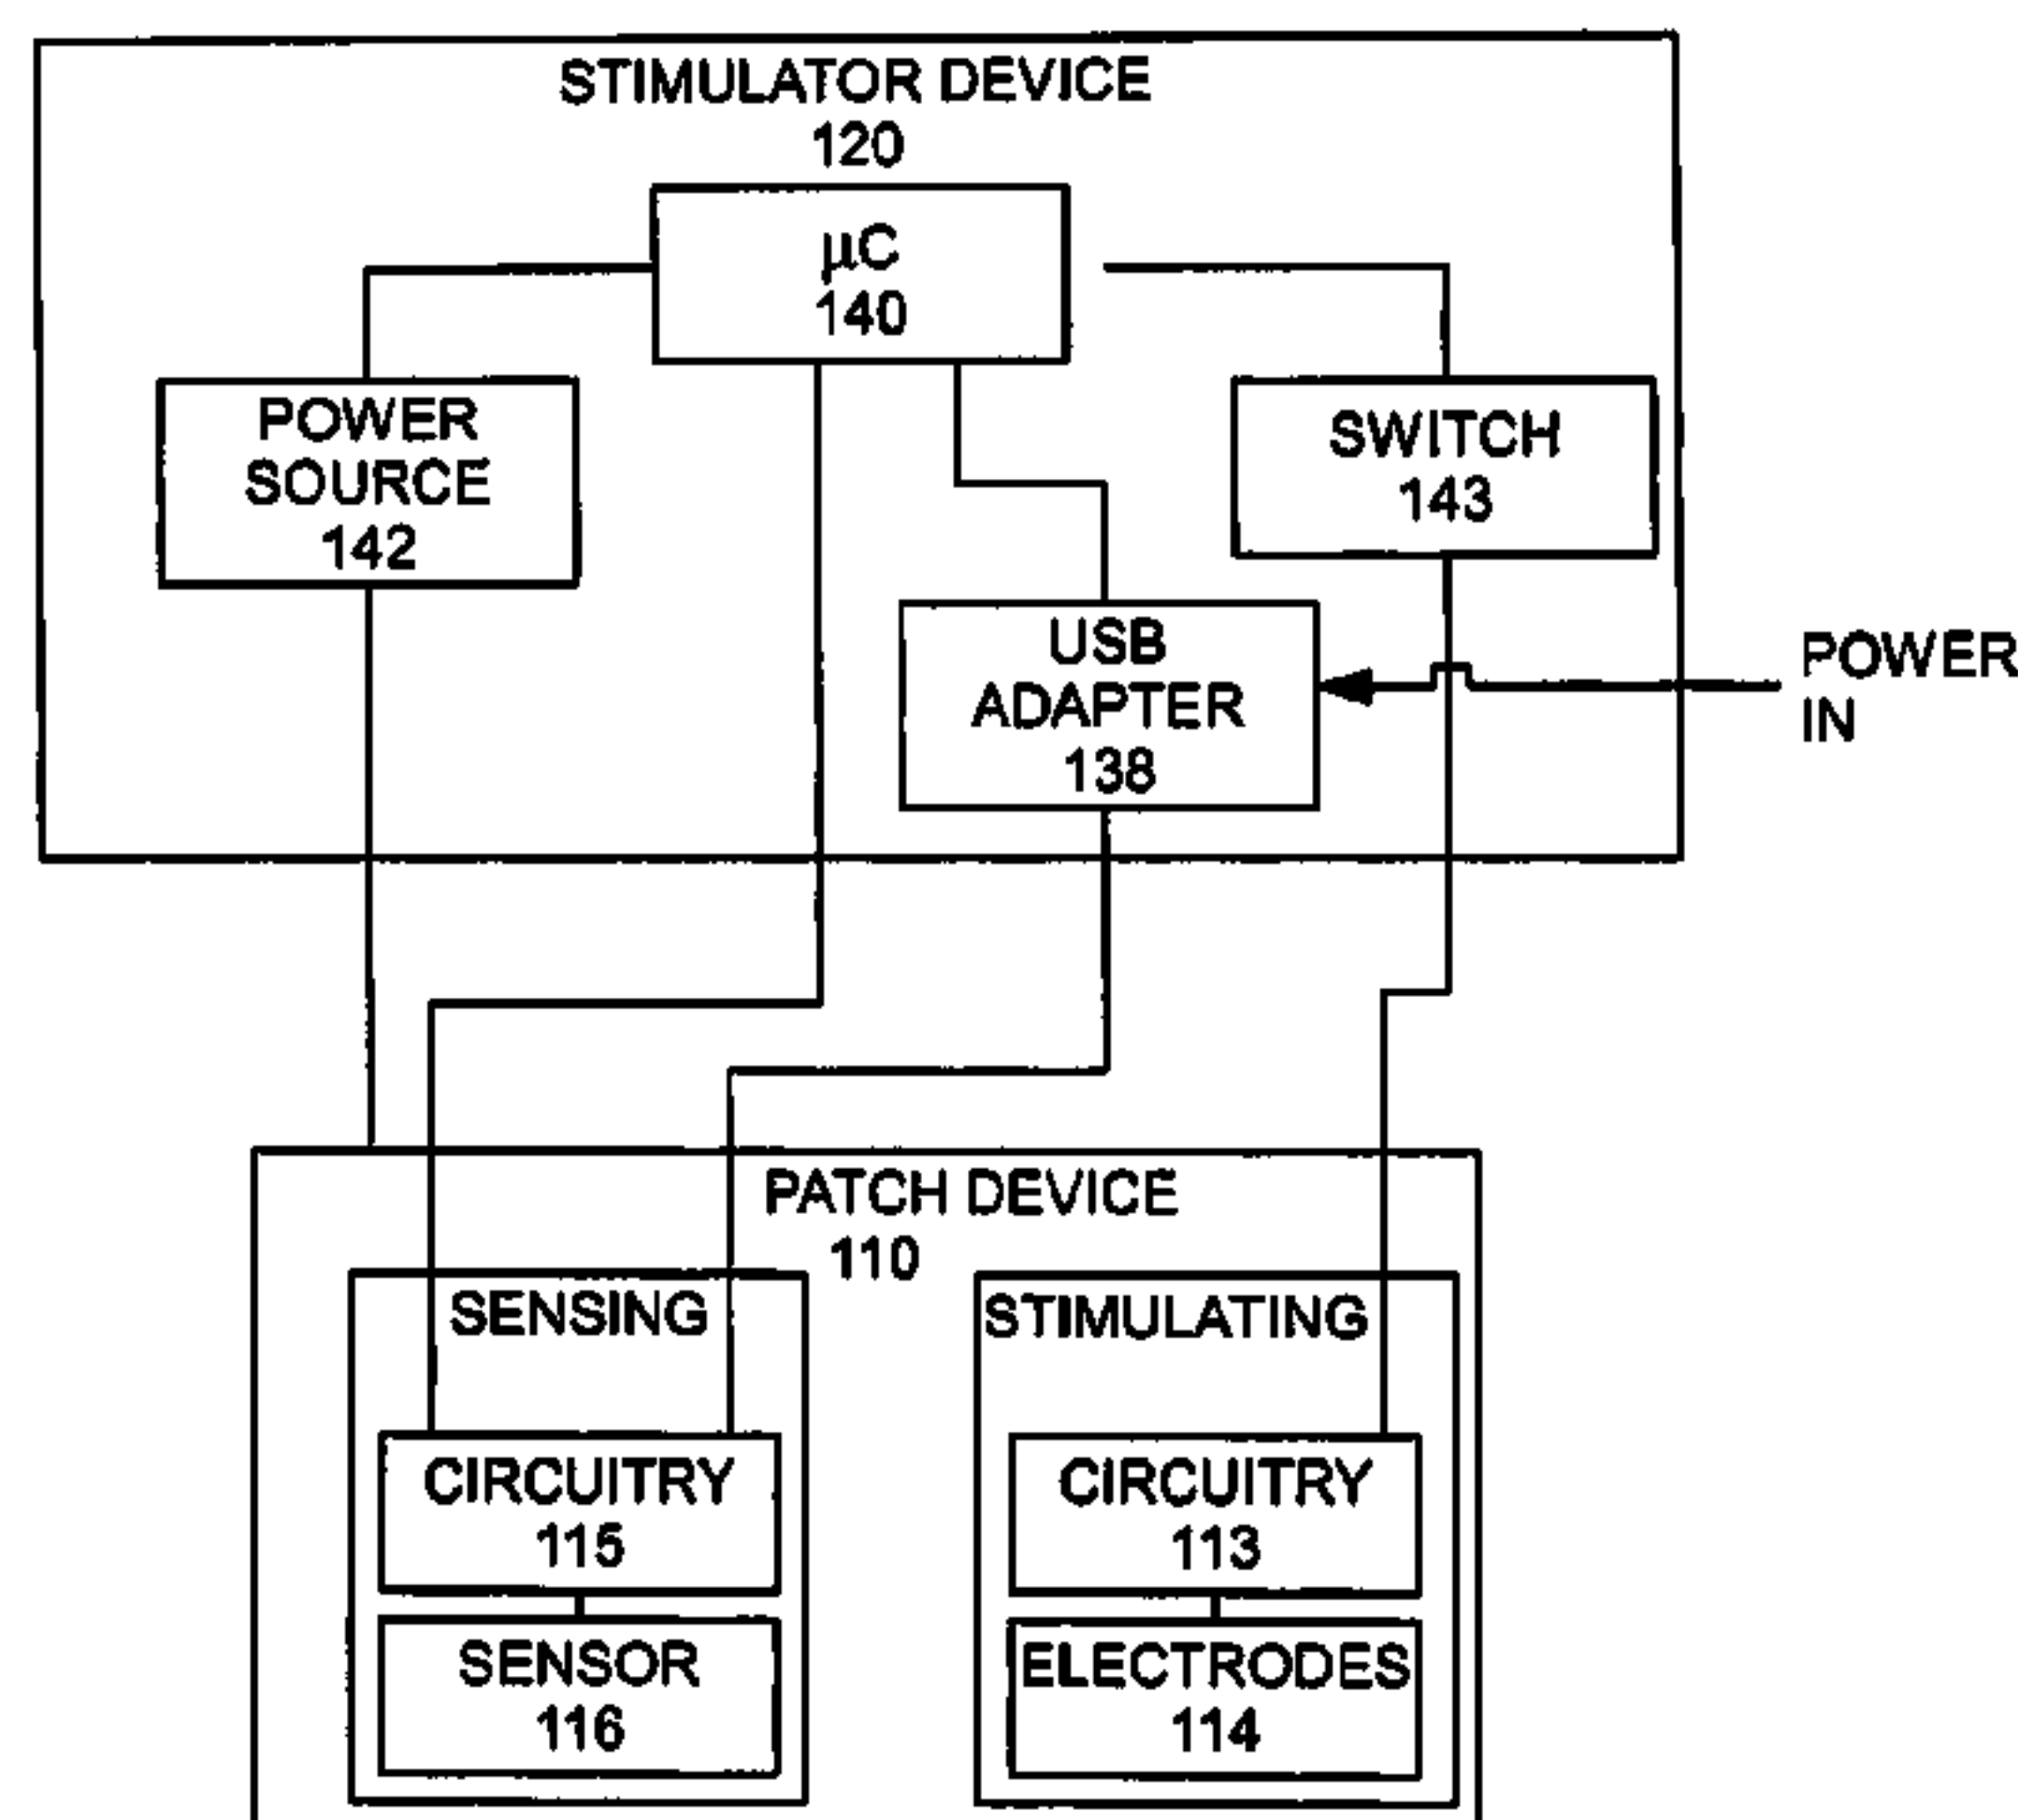 STIMULATOR DEVICE
120
µC
140
POWER
SOURCE
142
SWITCH
143
USB
ADAPTER
138
POWER
IN
PATCH DEVICE
110
SENSING
CIRCUITRY
115
SENSOR
116
STIMULATING
CIRCUITRY
113
ELECTRODES
114